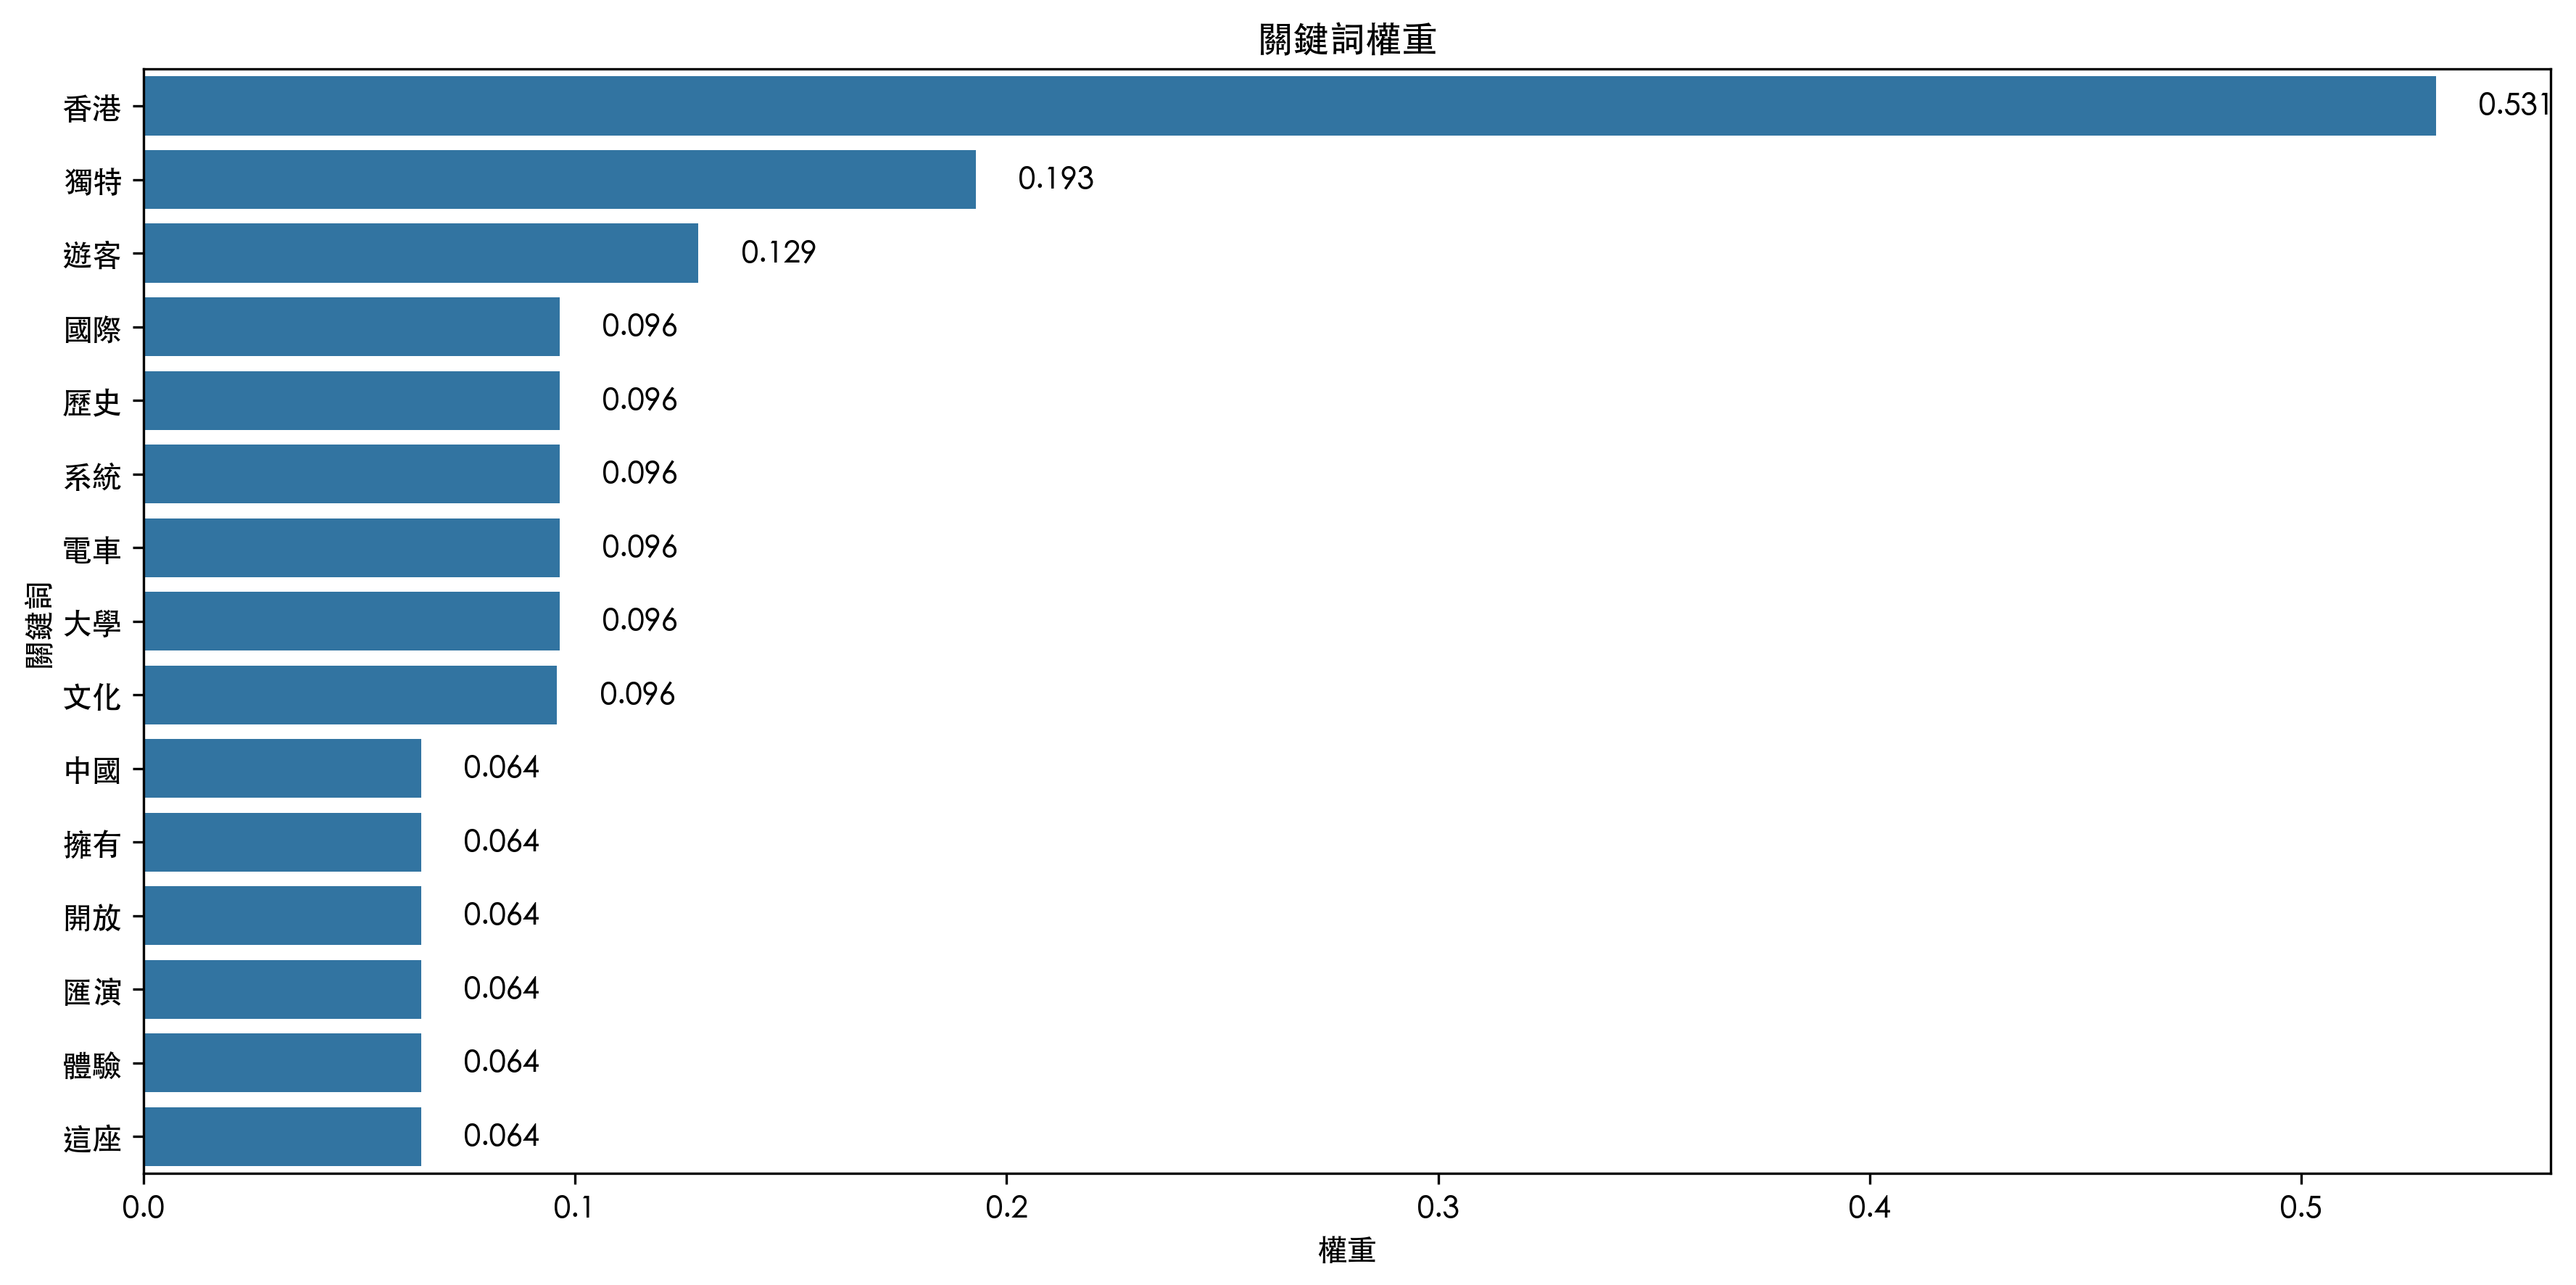 關鍵詞權重
香港 0.531
獨特 0.193
遊客 0.129
國際 0.096
歷史 0.096
系統 0.096
電車 0.096
大學 0.096
文化 0.096
中國 0.064
擁有 0.064
開放 0.064
匯演 0.064
體驗 0.064
這座 0.064
關鍵詞
0.0 0.1 0.2 0.3 0.4 0.5
權重